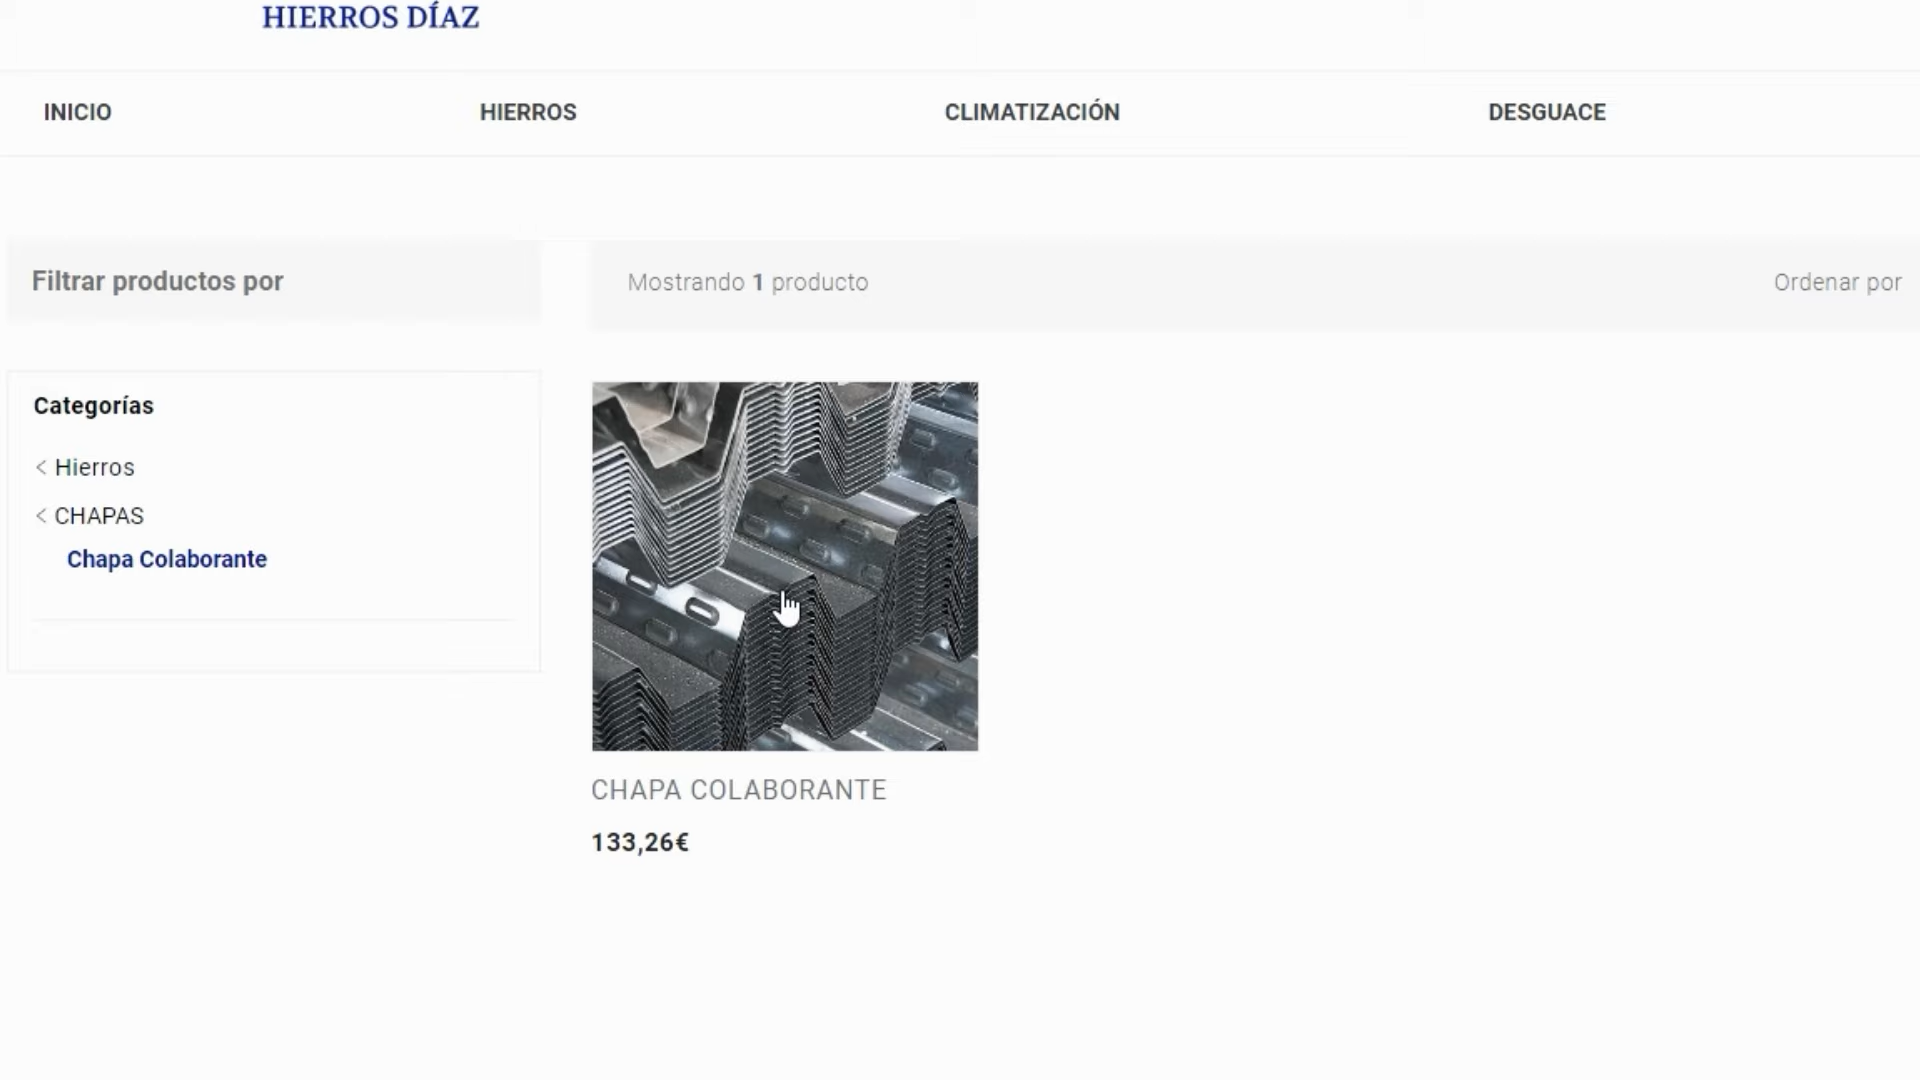 HIERROS DÍAZ
INICIO
HIERROS
CLIMATIZACIÓN
DESGUACE
Filtrar productos por
Mostrando 1 producto
Ordenar por
Categorías
< Hierros
< CHAPAS
Chapa Colaborante
CHAPA COLABORANTE
133,26€